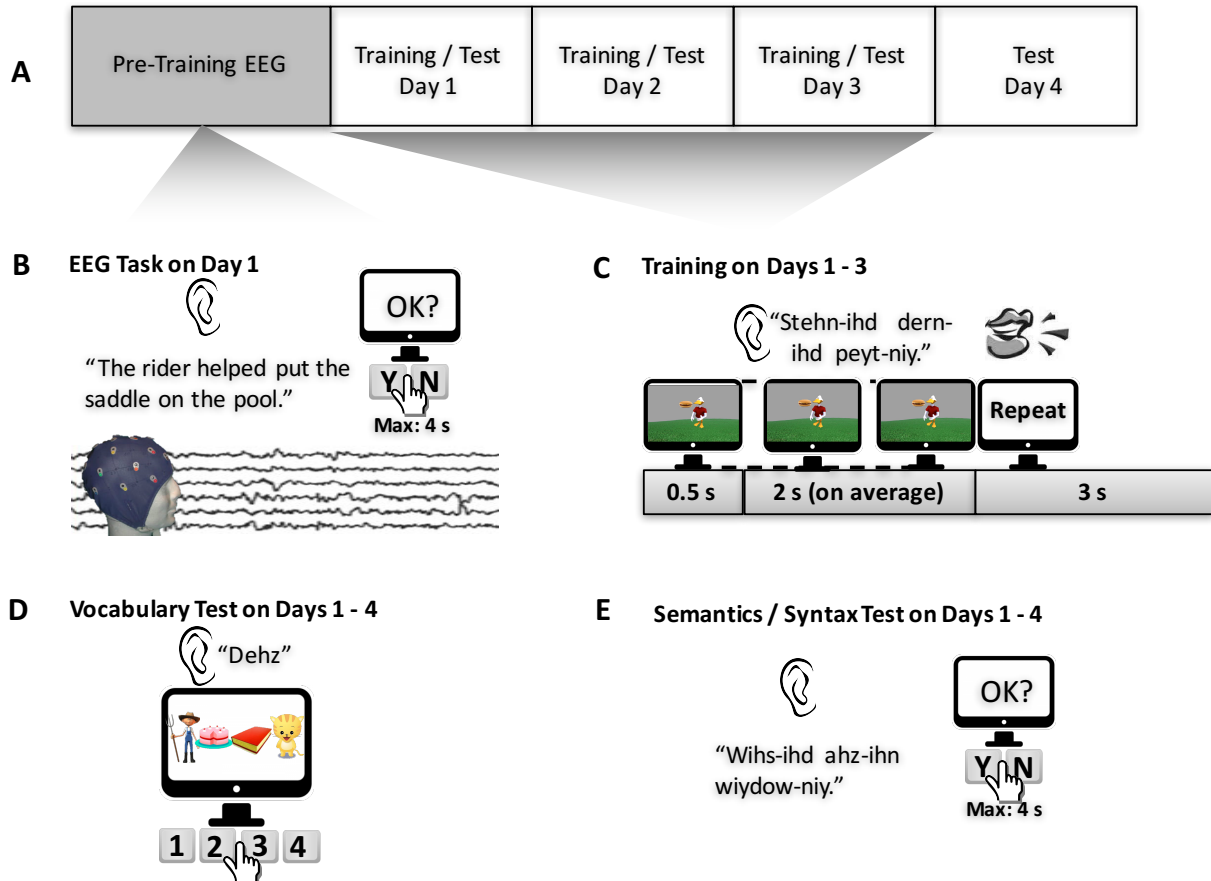 A
Pre-Training EEG
Training / Test
Day 1
Training / Test
Day 2
Training / Test
Day 3
Test
Day 4
B
EEG Task on Day 1
OK?
“The rider helped put the
saddle on the pool.”
Y N
Max: 4 s
C
Training on Days 1 - 3
“Stehn-ihd dern-
ihd peyt-niy.”
Repeat
0.5 s
2 s (on average)
3 s
D
Vocabulary Test on Days 1 - 4
“Dehz”
1 2 3 4
E
Semantics / Syntax Test on Days 1 - 4
OK?
“Wihs-ihd ahz-ihn
wiydow-niy.”
Y N
Max: 4 s